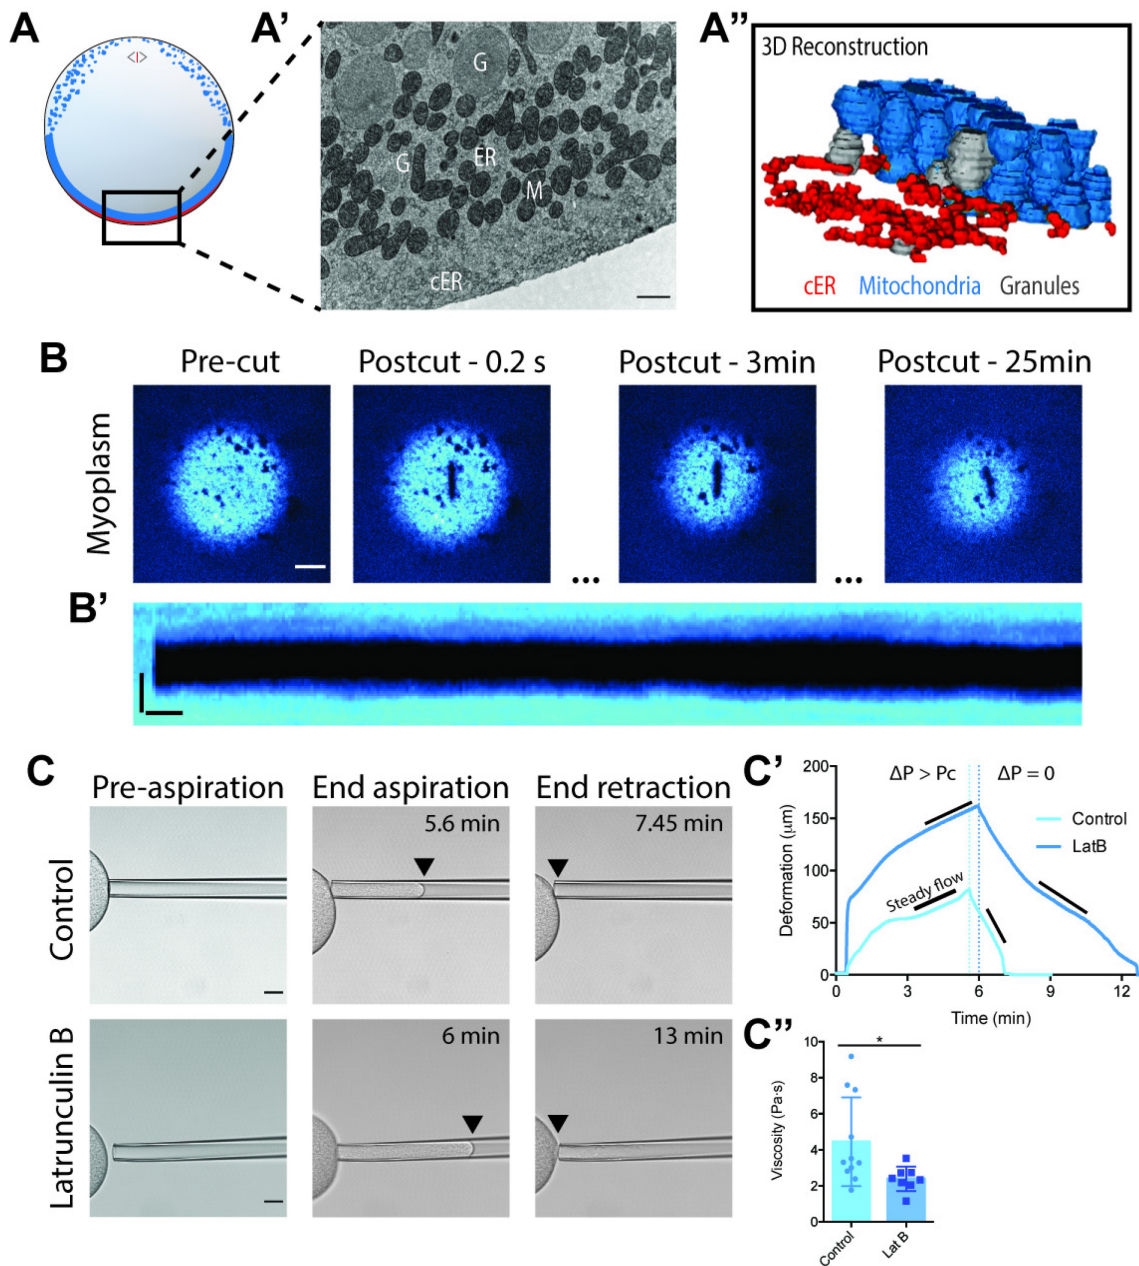 A
A'
G
G
ER
M
cER
A"
3D Reconstruction
cER Mitochondria Granules
B
Pre-cut
Postcut - 0.2 s
Postcut - 3min
Postcut - 25min
Myoplasm
...
...
B'
C
Pre-aspiration
End aspiration
End retraction
Control
5.6 min
7.45 min
Latrunculin B
6 min
13 min
C'
ΔP > Pc
ΔP = 0
Control
LatB
Steady flow
Deformation (μm)
200
150
100
50
0
0 3 6 9 12
Time (min)
C"
*
Viscosity (Pa·s)
10
8
6
4
2
0
Control
Lat B